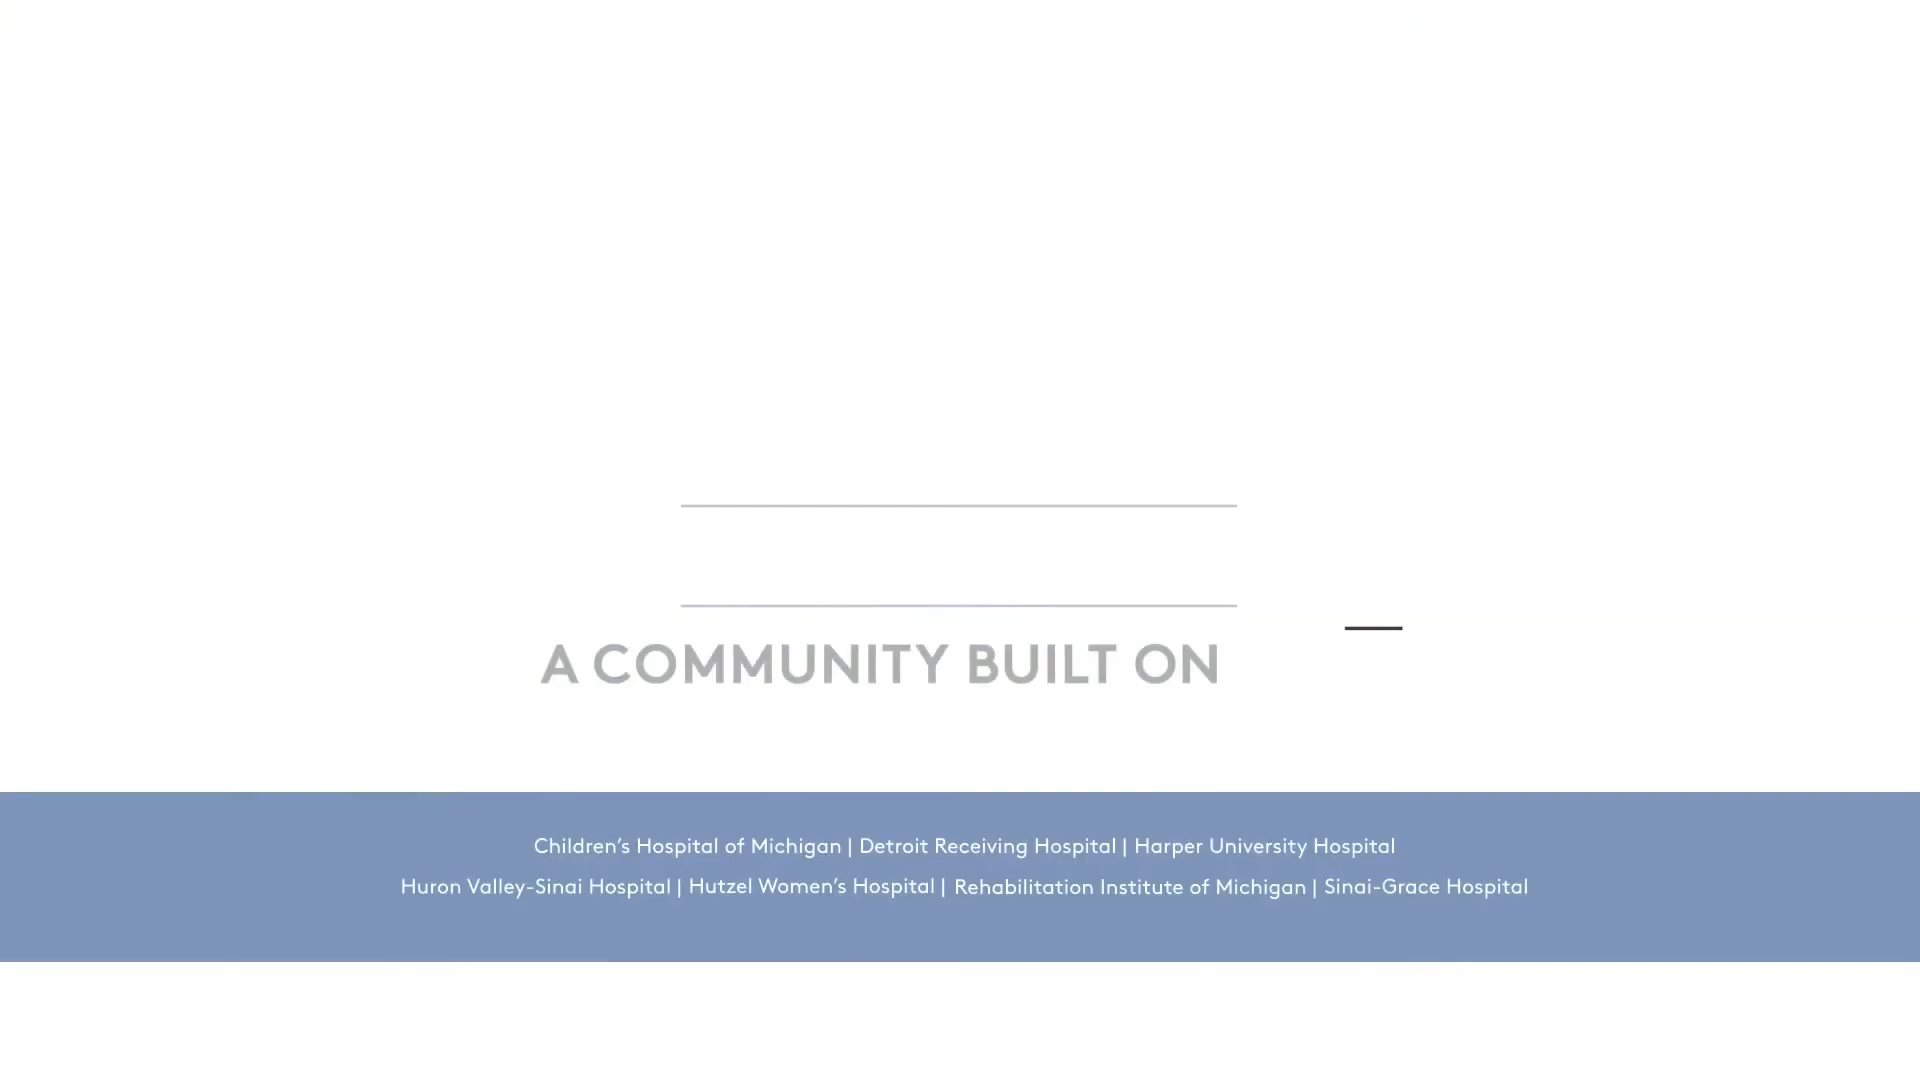 A COMMUNITY BUILT ON
Children’s Hospital of Michigan | Detroit Receiving Hospital | Harper University Hospital
Huron Valley-Sinai Hospital | Hutzel Women’s Hospital | Rehabilitation Institute of Michigan | Sinai-Grace Hospital